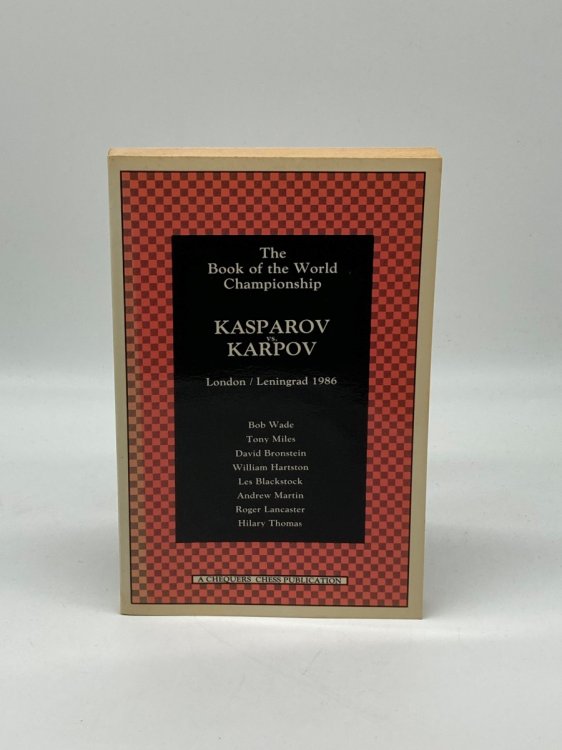 The
Book of the World
Championship
KASPAROV
vs.
KARPOV
London / Leningrad 1986
Bob Wade
Tony Miles
David Bronstein
William Hartston
Les Blackstock
Andrew Martin
Roger Lancaster
Hilary Thomas
A CHEQUERS CHESS PUBLICATION